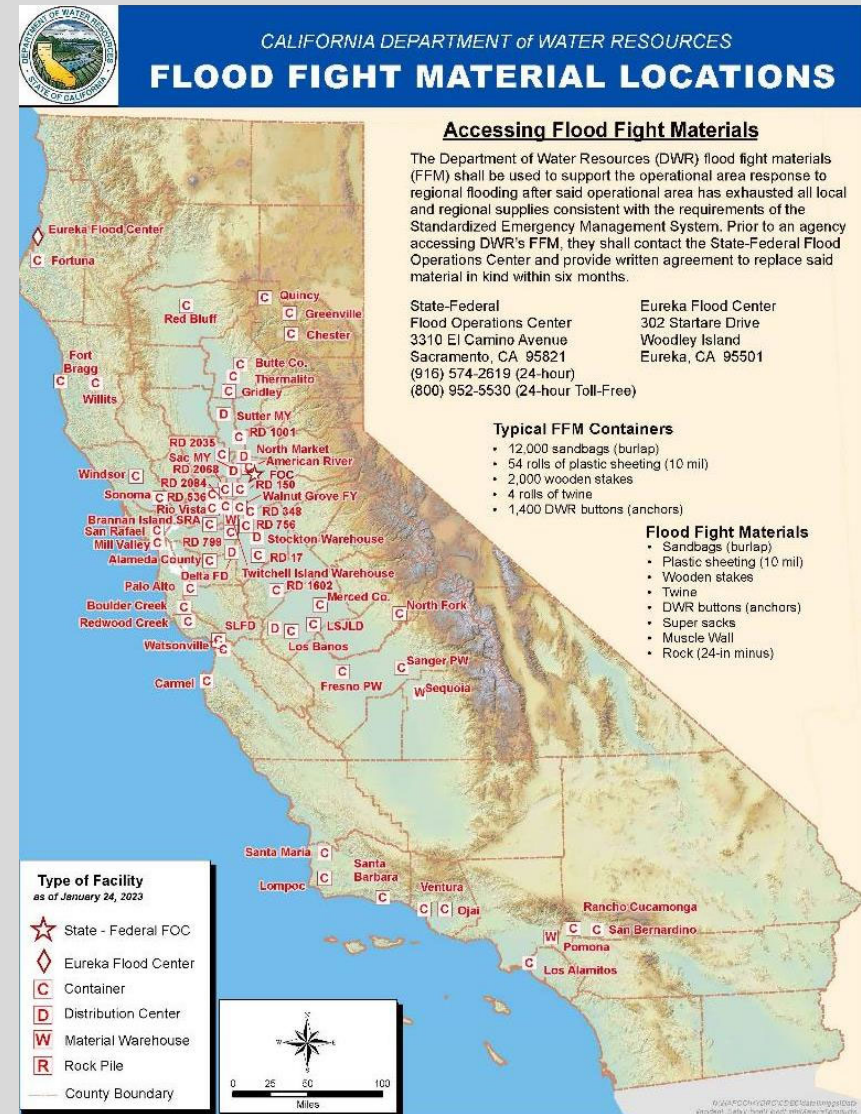 DEPARTMENT OF WATER RESOURCES
STATE OF CALIFORNIA
CALIFORNIA DEPARTMENT of WATER RESOURCES
FLOOD FIGHT MATERIAL LOCATIONS
Accessing Flood Fight Materials
The Department of Water Resources (DWR) flood fight materials
(FFM) shall be used to support the operational area response to
regional flooding after said operational area has exhausted all local
and regional supplies consistent with the requirements of the
Standardized Emergency Management System. Prior to an agency
accessing DWR's FFM, they shall contact the State-Federal Flood
Operations Center and provide written agreement to replace said
material in kind within six months.
State-Federal
Flood Operations Center
3310 El Camino Avenue
Sacramento, CA 95821
(916) 574-2619 (24-hour)
(800) 952-5530 (24-hour Toll-Free)
Eureka Flood Center
302 Startare Drive
Woodley Island
Eureka, CA 95501
Typical FFM Containers
• 12,000 sandbags (burlap)
• 54 rolls of plastic sheeting (10 mil)
• 2,000 wooden stakes
• 4 rolls of twine
• 1,400 DWR buttons (anchors)
Flood Fight Materials
• Sandbags (burlap)
• Plastic sheeting (10 mil)
• Wooden stakes
• Twine
• DWR buttons (anchors)
• Super sacks
• Muscle Wall
• Rock (24-in minus)
Eureka Flood Center
C Fortuna
C Quincy
C Greenville
C Chester
C
Red Bluff
Fort
Bragg
C
C
Willits
C Butte Co.
C Thermalito
C Gridley
D Sutter MY
C RD 1001
RD 2035
North Market
Sac MY
American River
RD 2068
FOC
Windsor C
RD 2084
RD 150
Sonoma C
RD 536
Walnut Grove FY
Rio Vista
RD 348
Brannan Island SRA
RD 756
San Rafael
Mill Valley
RD 799
Stockton Warehouse
Alameda County
RD 17
Delta FD
Twitchell Island Warehouse
Palo Alto
RD 1602
Boulder Creek
Merced Co.
North Fork
Redwood Creek
SLFD
LSJLD
Watsonville
Los Banos
Sanger PW
Carmel C
Fresno PW
W Sequoia
Santa Maria C
Lompoc C
Santa
Barbara
C
Ventura
C C Ojai
Rancho Cucamonga
W C C San Bernardino
Pomona
C Los Alamitos
Type of Facility
as of January 24, 2023
State - Federal FOC
Eureka Flood Center
C Container
D Distribution Center
W Material Warehouse
R Rock Pile
County Boundary
N
W E
S
0 25 50 100
Miles